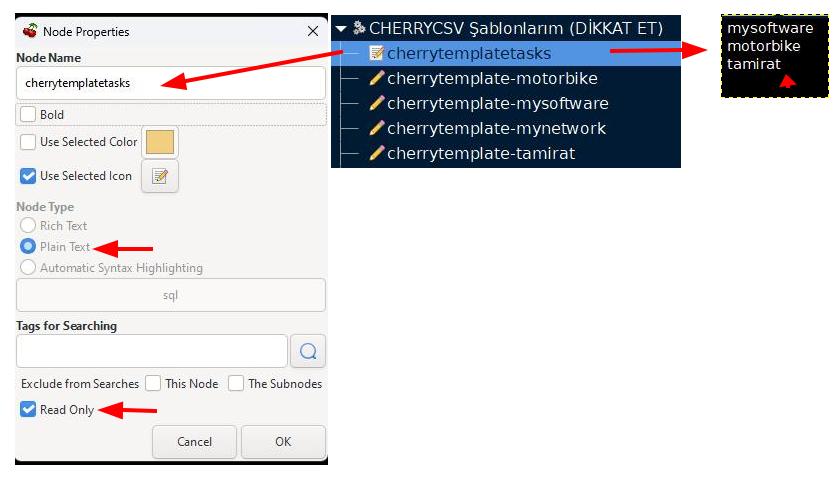 Node Properties
Node Name
cherrytemplatetasks
Bold
Use Selected Color
Use Selected Icon
Node Type
Rich Text
Plain Text
Automatic Syntax Highlighting
sql
Tags for Searching
Exclude from Searches This Node The Subnodes
Read Only
Cancel OK
CHERRYCSV Şablonlarım (DİKKAT ET)
cherrytemplatetasks
cherrytemplate-motorbike
cherrytemplate-mysoftware
cherrytemplate-mynetwork
cherrytemplate-tamirat
mysoftware
motorbike
tamirat